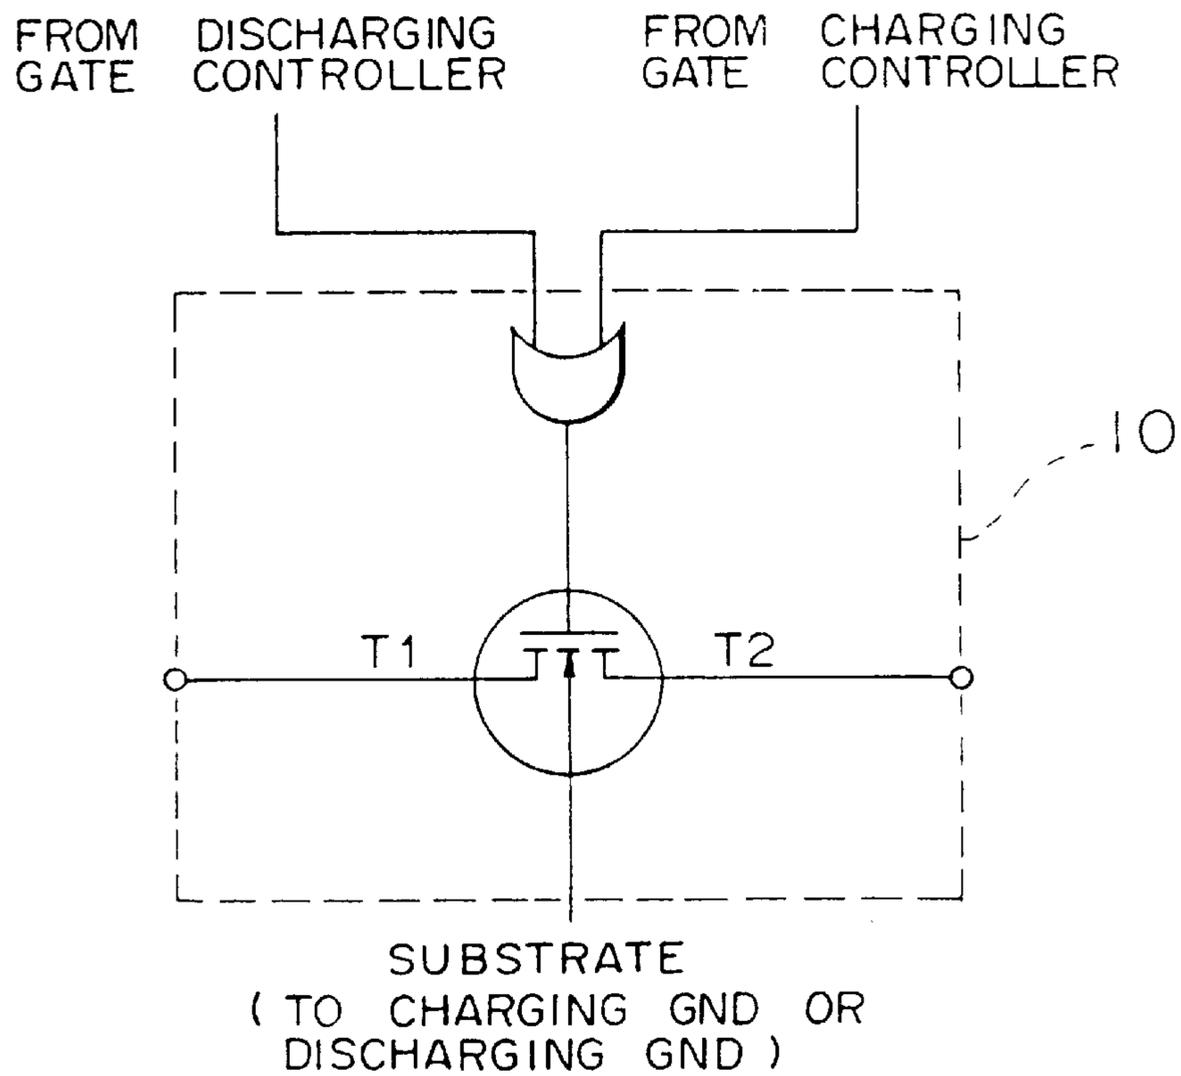 FROM DISCHARGING
GATE CONTROLLER
FROM CHARGING
GATE CONTROLLER
10
T1
T2
SUBSTRATE
( TO CHARGING GND OR
DISCHARGING GND )